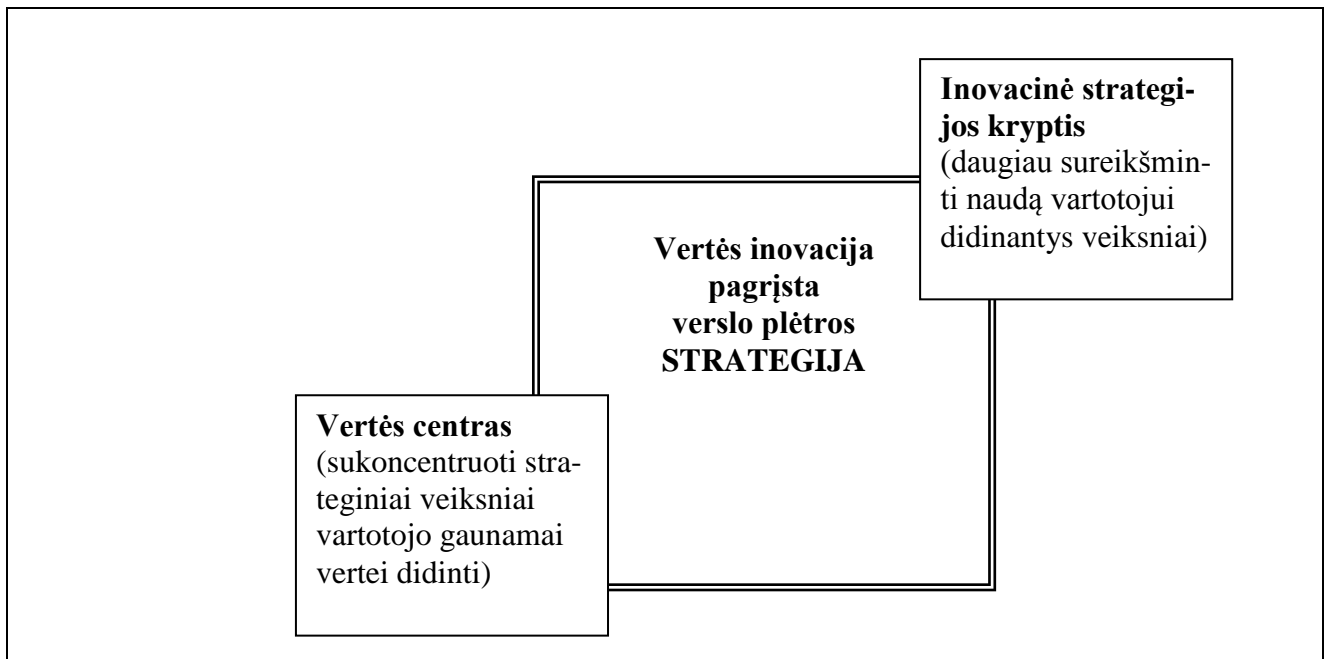 Inovacinė strategi-
jos kryptis
(daugiau sureikšmin-
ti naudą vartotojui
didinantys veiksniai)
Vertės inovacija
pagrįsta
verslo plėtros
STRATEGIJA
Vertės centras
(sukoncentruoti stra-
teginiai veiksniai
vartotojo gaunamai
vertei didinti)